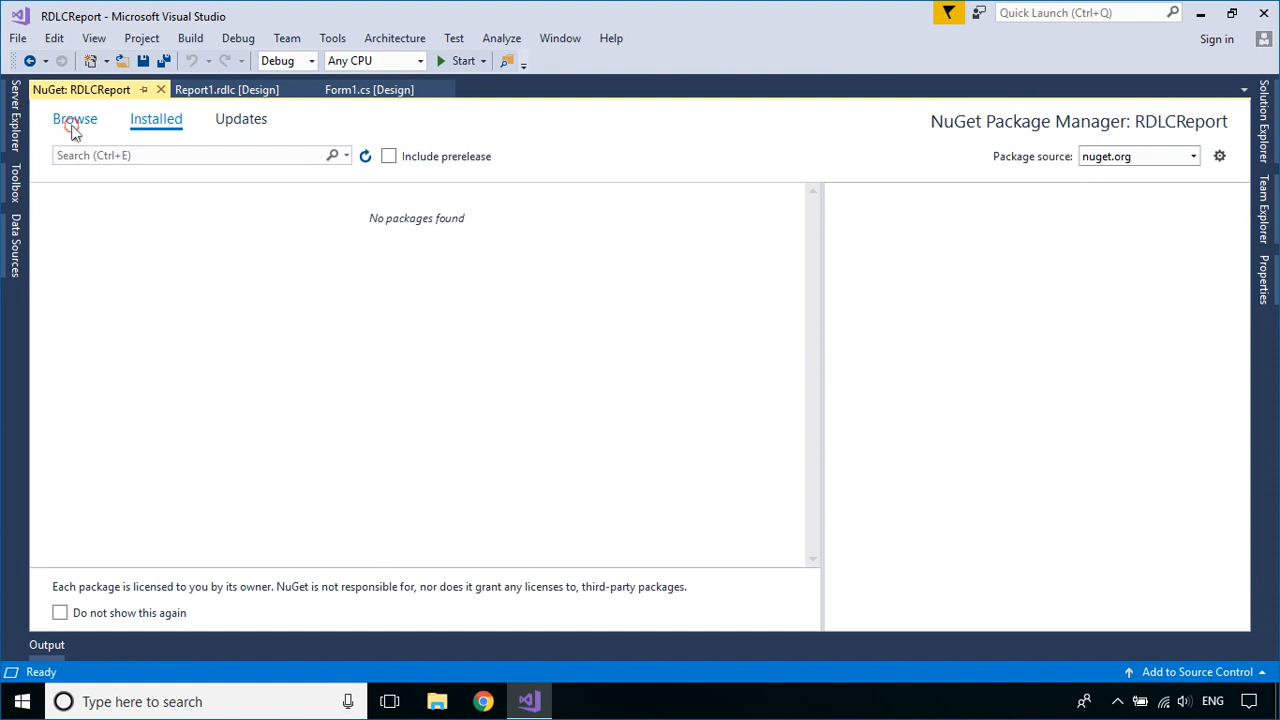 RDLCReport - Microsoft Visual Studio
Quick Launch (Ctrl+Q)
File Edit View Project Build Debug Team Tools Architecture Test Analyze Window Help
Sign in
Debug Any CPU Start
NuGet: RDLCReport Report1.rdlc [Design] Form1.cs [Design]
Server Explorer
Toolbox
Data Sources
Browse Installed Updates
NuGet Package Manager: RDLCReport
Search (Ctrl+E)
Include prerelease
Package source: nuget.org
No packages found
Solution Explorer
Team Explorer
Properties
Each package is licensed to you by its owner. NuGet is not responsible for, nor does it grant any licenses to, third-party packages.
Do not show this again
Output
Ready
Add to Source Control
Type here to search
ENG